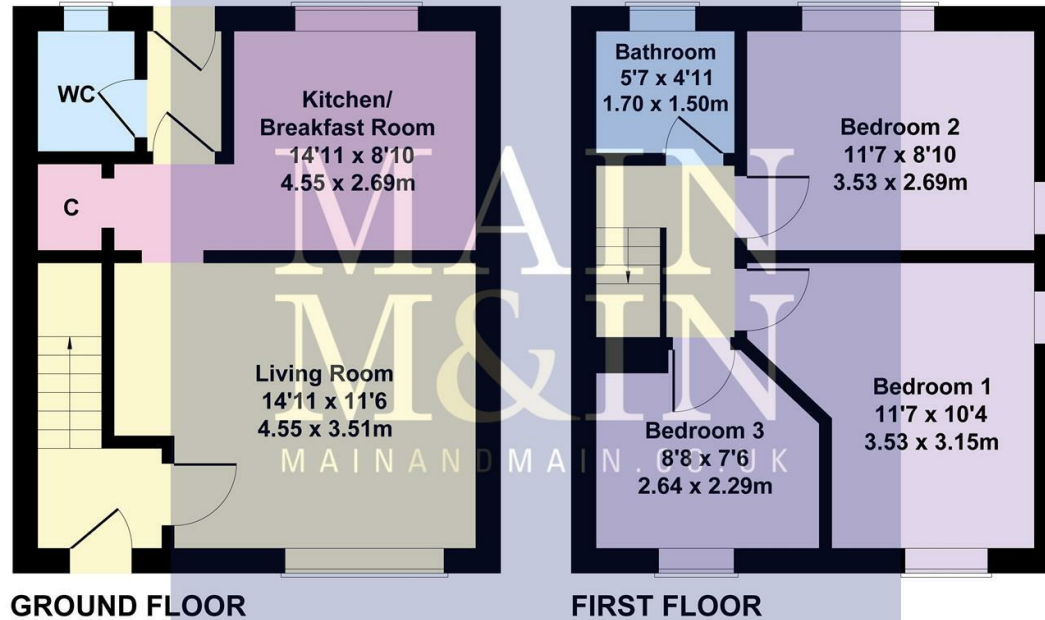 WC
Kitchen/
Breakfast Room
14'11 x 8'10
4.55 x 2.69m
C
Living Room
14'11 x 11'6
4.55 x 3.51m
GROUND FLOOR
Bathroom
5'7 x 4'11
1.70 x 1.50m
Bedroom 2
11'7 x 8'10
3.53 x 2.69m
Bedroom 1
11'7 x 10'4
3.53 x 3.15m
Bedroom 3
8'8 x 7'6
2.64 x 2.29m
FIRST FLOOR
MAIN
M&IN
MAINANDMAIN.CO.UK